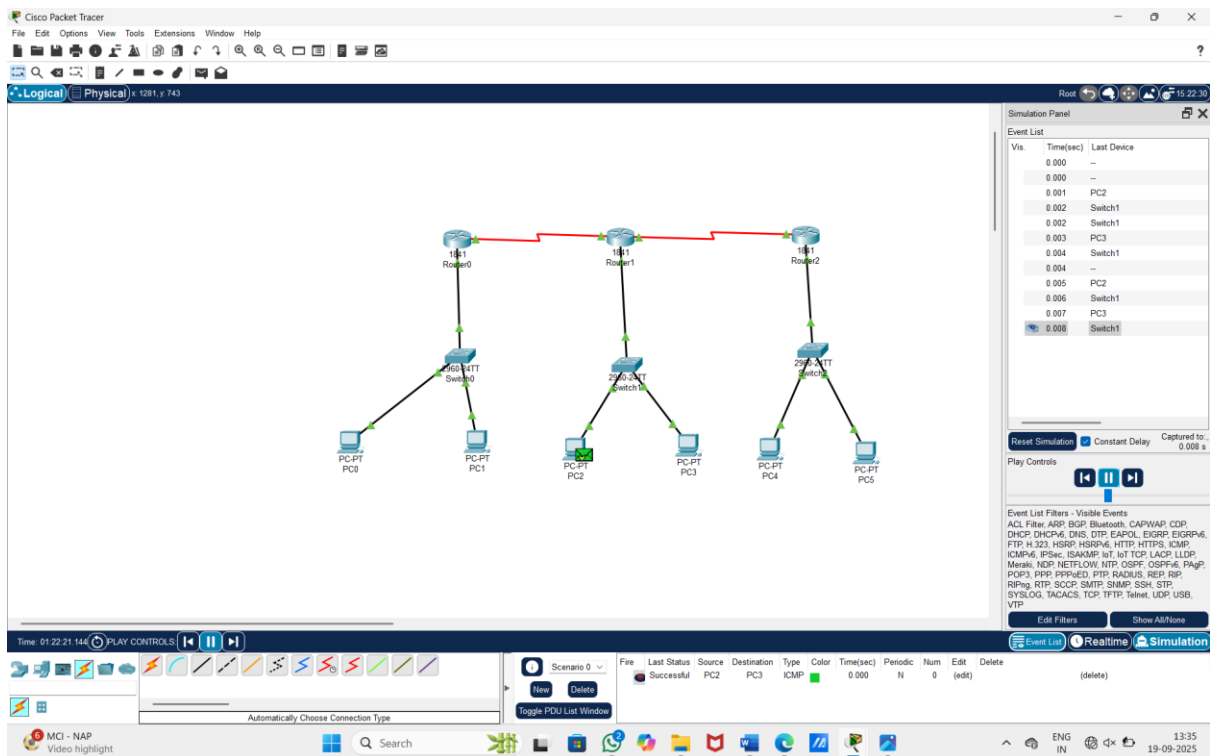 Cisco Packet Tracer
File Edit Options View Tools Extensions Window Help
?
Logical Physical x: 1281, y: 743
Root 15:22:30
Simulation Panel
Event List
Vis. Time(sec) Last Device
0.000 --
0.000 --
0.001 PC2
0.002 Switch1
0.002 Switch1
0.003 PC3
0.004 Switch1
0.004 --
0.005 PC2
0.006 Switch1
0.007 PC3
0.008 Switch1
1841
Router0
1841
Router1
1841
Router2
2960-24TT
Switch0
2960-24TT
Switch1
2960-24TT
Switch2
PC-PT
PC0
PC-PT
PC1
PC-PT
PC2
PC-PT
PC3
PC-PT
PC4
PC-PT
PC5
Reset Simulation Constant Delay Captured to:
0.008 s
Play Controls
Event List Filters - Visible Events
ACL Filter, ARP, BGP, Bluetooth, CAPWAP, CDP,
DHCP, DHCPv6, DNS, DTP, EAPOL, EIGRP, EIGRPv6,
FTP, H.323, HSRP, HSRPv6, HTTP, HTTPS, ICMP,
ICMPv6, IPSec, ISAKMP, IoT, IoT TCP, LACP, LLDP,
Meraki, NDP, NETFLOW, NTP, OSPF, OSPFv6, PAgP,
POP3, PPP, PPPoED, PTP, RADIUS, REP, RIP,
RIPng, RTP, SCCP, SMTP, SNMP, SSH, STP,
SYSLOG, TACACS, TCP, TFTP, Telnet, UDP, USB,
VTP
Edit Filters Show All/None
Time: 01:22:21.144 PLAY CONTROLS:
Event List Realtime Simulation
Automatically Choose Connection Type
Scenario 0
New Delete
Toggle PDU List Window
Fire Last Status Source Destination Type Color Time(sec) Periodic Num Edit Delete
Successful PC2 PC3 ICMP 0.000 N 0 (edit) (delete)
6
MCI - NAP
Video highlight
Search
2
ENG
IN
13:35
19-09-2025